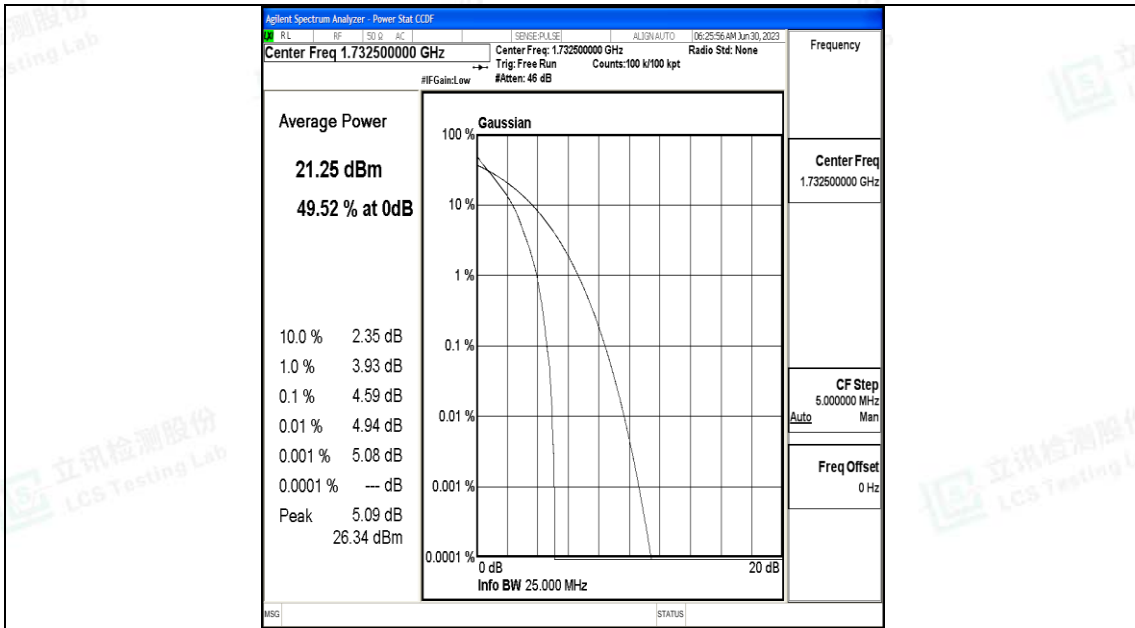 Agilent Spectrum Analyzer - Power Stat CCDF
RL RF 50 Ω AC SENSE:PULSE ALIGN AUTO 06:25:56 AM Jun 30, 2023
Center Freq 1.732500000 GHz
Center Freq: 1.732500000 GHz Radio Std: None
Trig: Free Run Counts:100 k/100 kpt
#IFGain:Low #Atten: 46 dB
Frequency
Average Power
21.25 dBm
49.52 % at 0dB
10.0 % 2.35 dB
1.0 % 3.93 dB
0.1 % 4.59 dB
0.01 % 4.94 dB
0.001 % 5.08 dB
0.0001 % --- dB
Peak 5.09 dB
26.34 dBm
Gaussian
100 %
10 %
1 %
0.1 %
0.01 %
0.001 %
0.0001 %
0 dB 20 dB
Info BW 25.000 MHz
Center Freq
1.732500000 GHz
CF Step
5.000000 MHz
Auto Man
Freq Offset
0 Hz
MSG STATUS
立讯检测股份
LCS Testing Lab
立讯检测股份